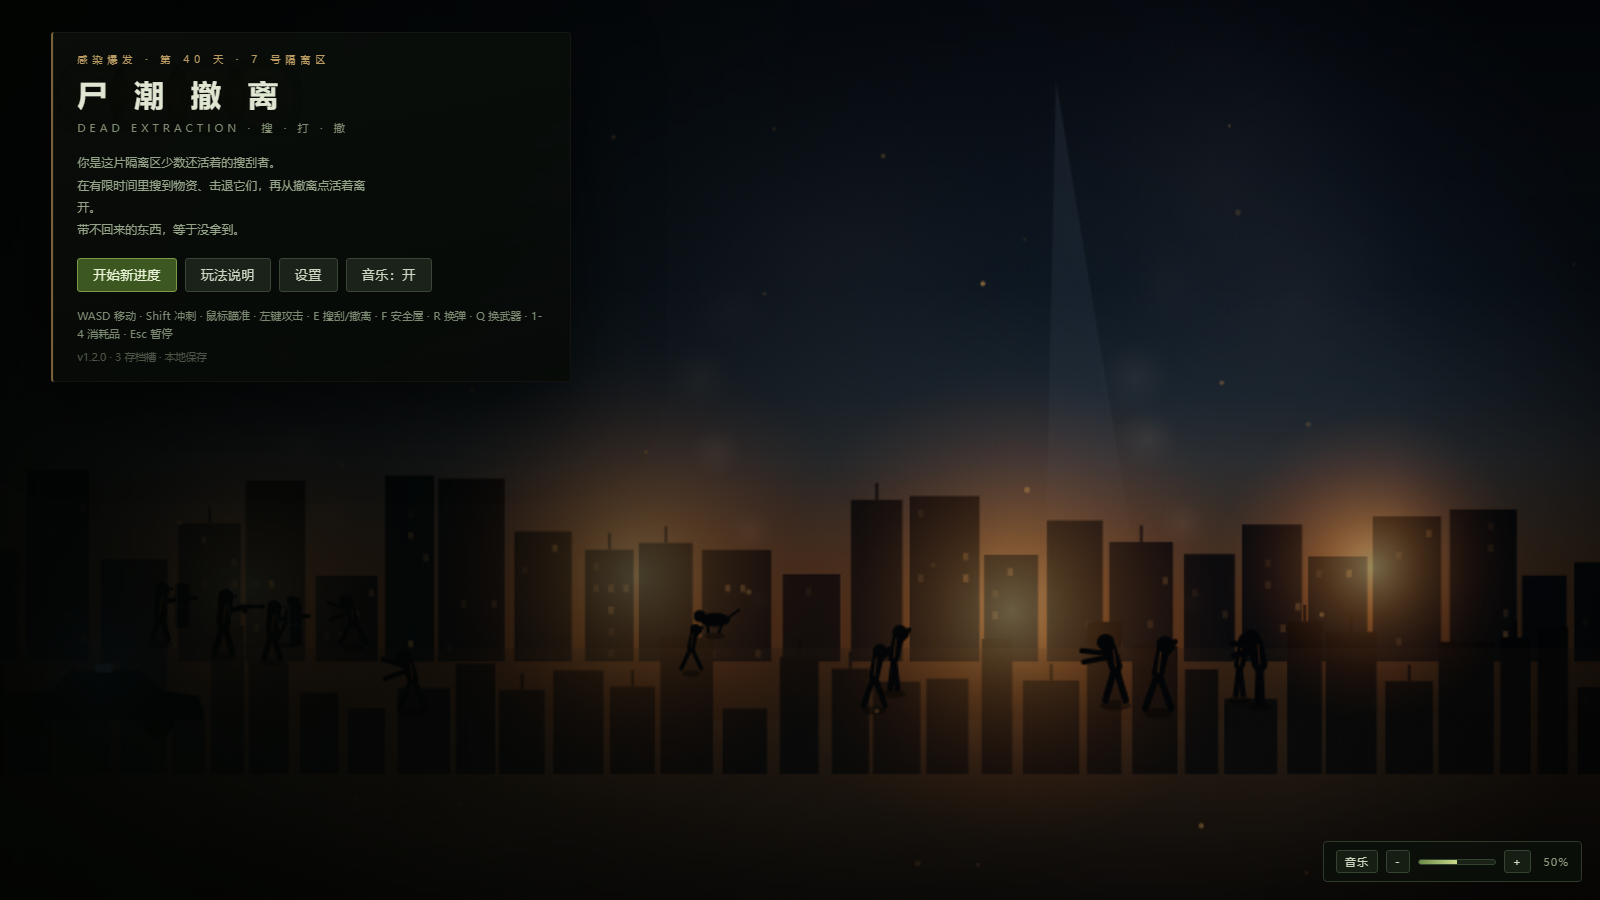 感染爆发 · 第 40 天 · 7 号隔离区
尸潮撤离
DEAD EXTRACTION · 搜 · 打 · 撤
你是这片隔离区少数还活着的搜刮者。
在有限时间里搜到物资、击退它们，再从撤离点活着离
开。
带不回来的东西，等于没拿到。
开始新进度 玩法说明 设置 音乐：开
WASD 移动 · Shift 冲刺 · 鼠标瞄准 · 左键攻击 · E 搜刮/撤离 · F 安全屋 · R 换弹 · Q 换武器 · 1-
4 消耗品 · Esc 暂停
v1.2.0 · 3 存档槽 · 本地保存
音乐 - + 50%